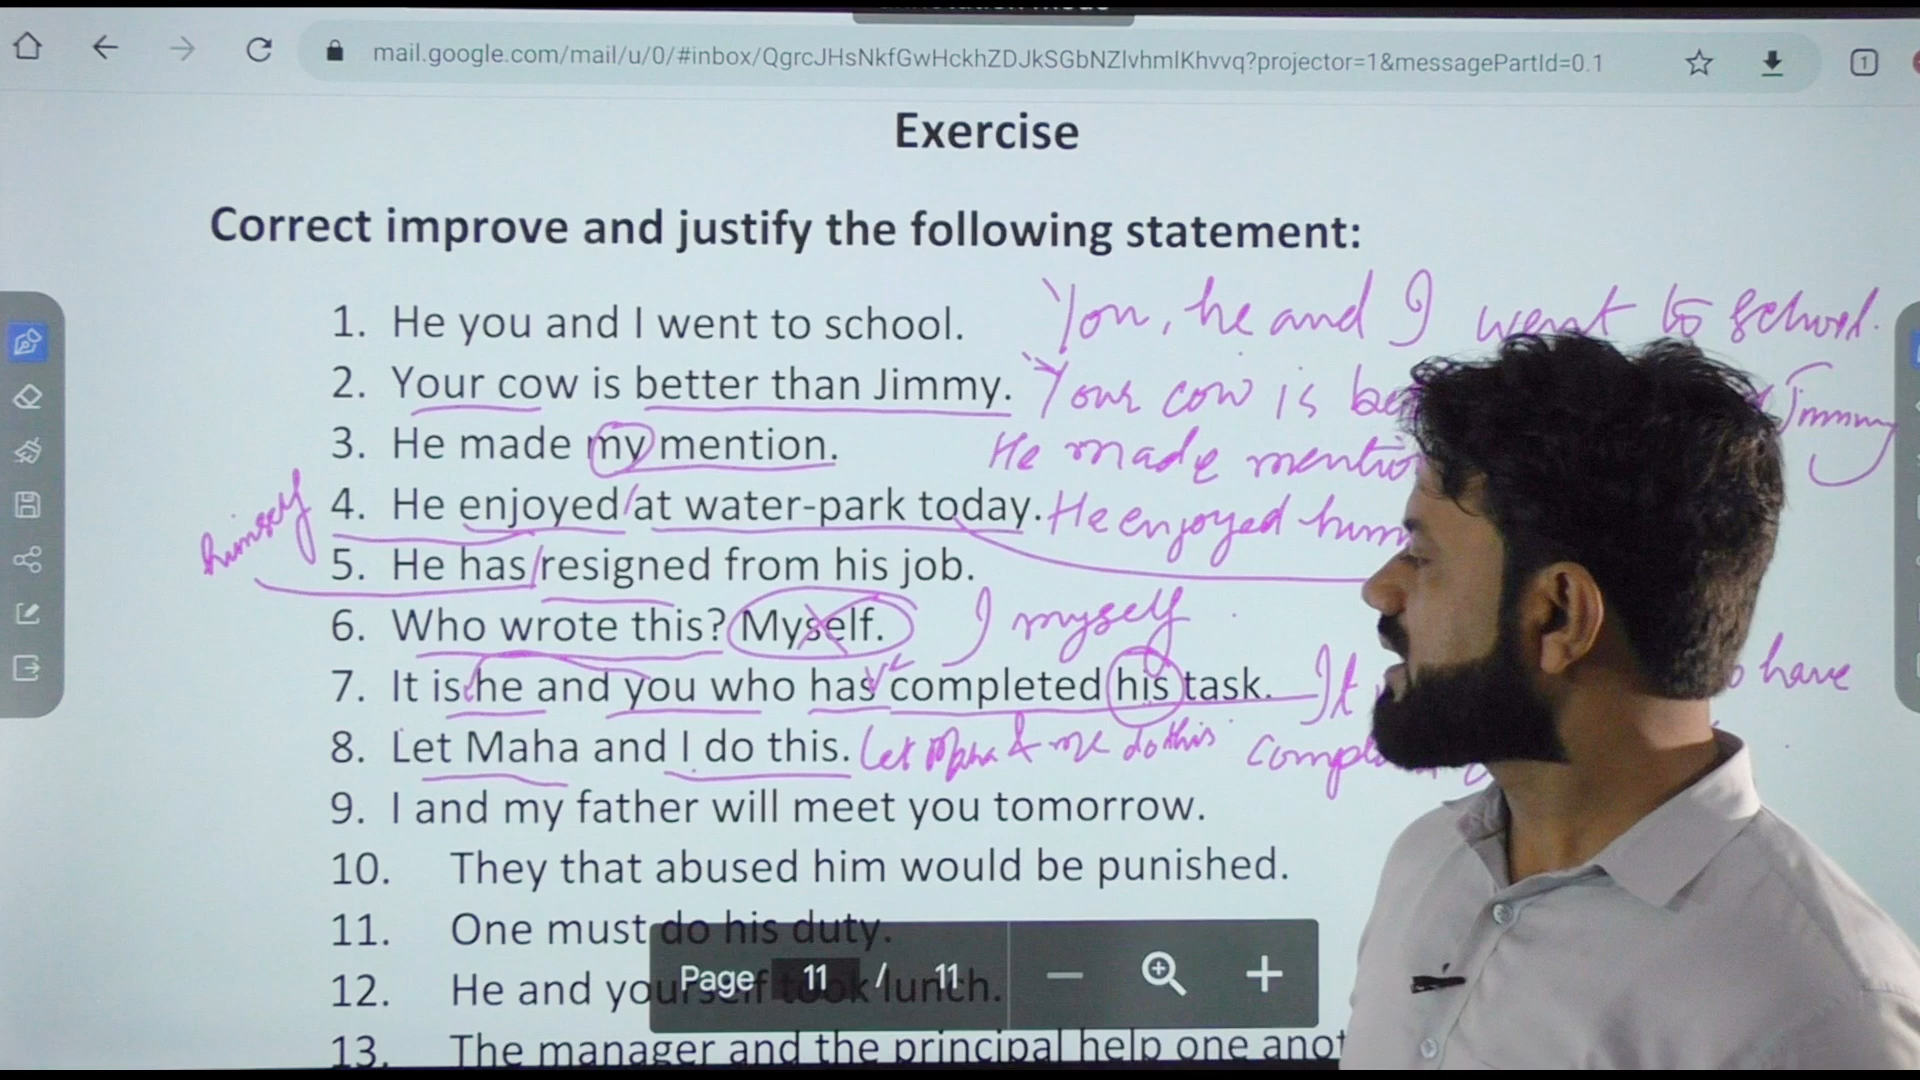 mail.google.com/mail/u/0/#inbox/QgrcJHsNkfGwHckhZDJkSGbNZlvhmlKhvvq?projector=1&messagePartId=0.1
1
Exercise
Correct improve and justify the following statement:
1. He you and I went to school. You, he and I went to school.
2. Your cow is better than Jimmy. Your cow is Jimmy
3. He made my mention. He made mention
himself 4. He enjoyed/at water-park today. He enjoyed
5. He has/resigned from his job.
6. Who wrote this? Myself. I myself
7. It is he and you who has completed his task. It have
8. Let Maha and I do this. Let Maha & me do this
9. I and my father will meet you tomorrow.
10. They that abused him would be punished.
11. One must do his duty.
12. He and yourself took lunch.
Page 11 / 11
13. The manager and the principal help one